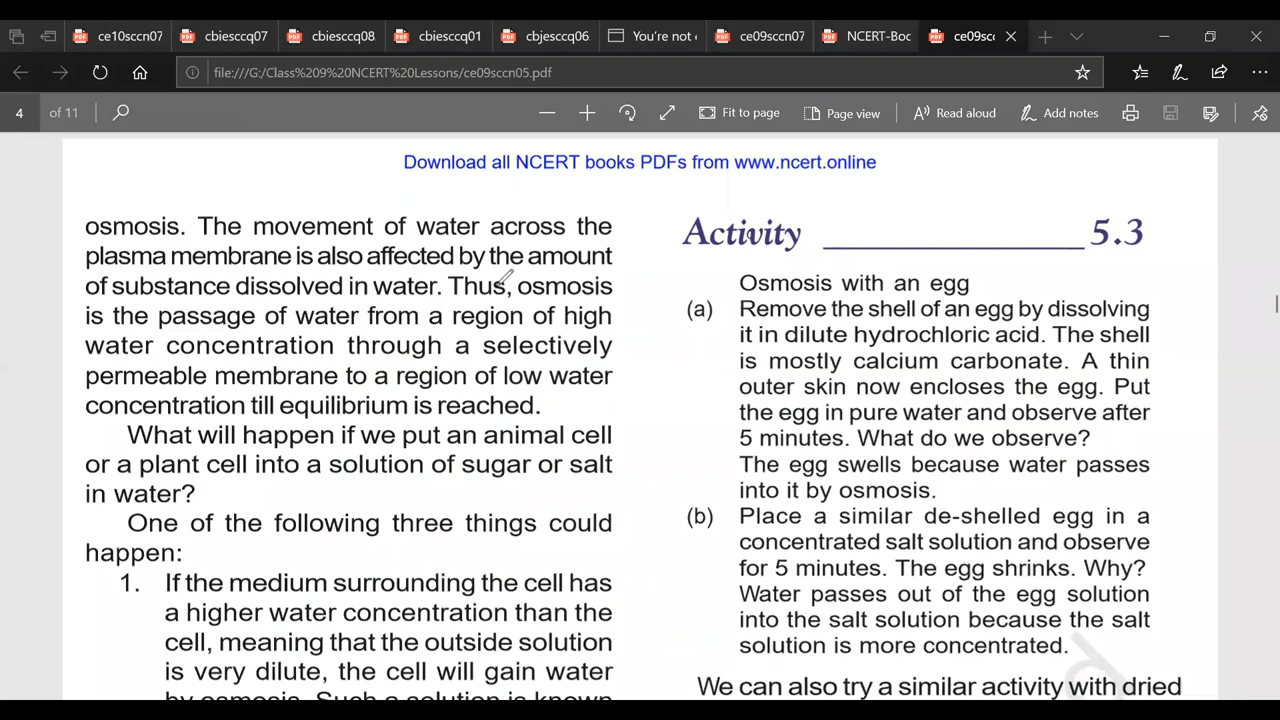 ce10sccn07
cbiesccq07
cbiesccq08
cbiesccq01
cbjesccq06
You're not
ce09sccn07
NCERT-Boc
ce09scc
file:///G:/Class%209%20NCERT%20Lessons/ce09sccn05.pdf
4 of 11
Fit to page
Page view
Read aloud
Add notes
Download all NCERT books PDFs from www.ncert.online
osmosis. The movement of water across the
plasma membrane is also affected by the amount
of substance dissolved in water. Thus, osmosis
is the passage of water from a region of high
water concentration through a selectively
permeable membrane to a region of low water
concentration till equilibrium is reached.
What will happen if we put an animal cell
or a plant cell into a solution of sugar or salt
in water?
One of the following three things could
happen:
1. If the medium surrounding the cell has
a higher water concentration than the
cell, meaning that the outside solution
is very dilute, the cell will gain water
by osmosis. Such a solution is known
Activity 5.3
Osmosis with an egg
(a) Remove the shell of an egg by dissolving
it in dilute hydrochloric acid. The shell
is mostly calcium carbonate. A thin
outer skin now encloses the egg. Put
the egg in pure water and observe after
5 minutes. What do we observe?
The egg swells because water passes
into it by osmosis.
(b) Place a similar de-shelled egg in a
concentrated salt solution and observe
for 5 minutes. The egg shrinks. Why?
Water passes out of the egg solution
into the salt solution because the salt
solution is more concentrated.
We can also try a similar activity with dried